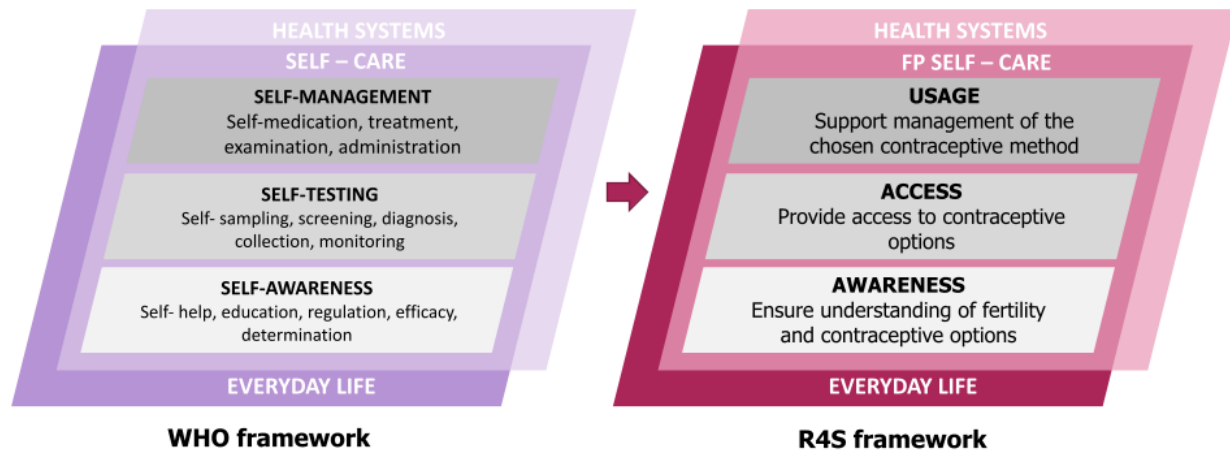 HEALTH SYSTEMS
SELF – CARE
SELF-MANAGEMENT
Self-medication, treatment,
examination, administration
SELF-TESTING
Self- sampling, screening, diagnosis,
collection, monitoring
SELF-AWARENESS
Self- help, education, regulation, efficacy,
determination
EVERYDAY LIFE
WHO framework
HEALTH SYSTEMS
FP SELF – CARE
USAGE
Support management of the
chosen contraceptive method
ACCESS
Provide access to contraceptive
options
AWARENESS
Ensure understanding of fertility
and contraceptive options
EVERYDAY LIFE
R4S framework